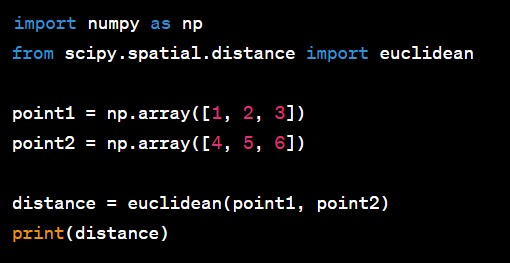 import numpy as np
from scipy.spatial.distance import euclidean
point1 = np.array([1, 2, 3])
point2 = np.array([4, 5, 6])
distance = euclidean(point1, point2)
print(distance)